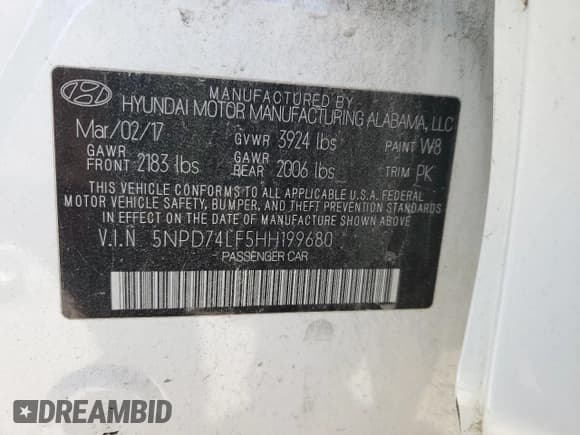 MANUFACTURED BY
HYUNDAI MOTOR MANUFACTURING ALABAMA, LLC
Mar/02/17 GVWR 3924 lbs PAINT W8
GAWR FRONT 2183 lbs GAWR REAR 2006 lbs TRIM PK
THIS VEHICLE CONFORMS TO ALL APPLICABLE U.S.A. FEDERAL
MOTOR VEHICLE SAFETY, BUMPER, AND THEFT PREVENTION STANDARDS
IN EFFECT ON THE DATE OF MANUFACTURE SHOWN ABOVE.
V.I.N 5NPD74LF5HH199680
PASSENGER CAR
DREAMBID